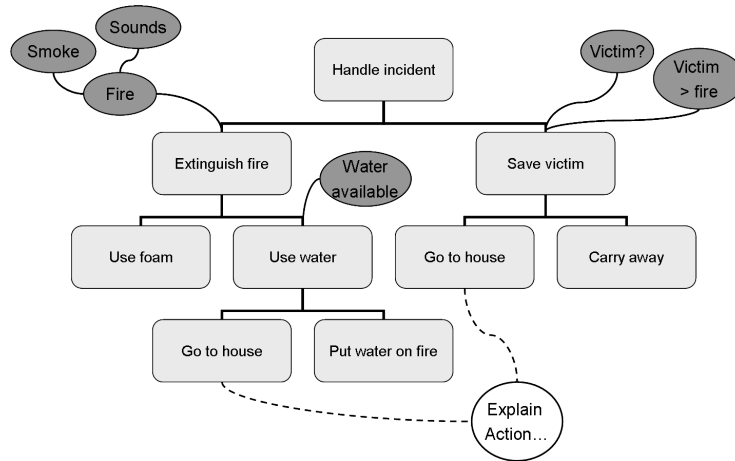 Sounds
Smoke
Fire
Handle incident
Victim?
Victim
> fire
Extinguish fire
Water
available
Save victim
Use foam
Use water
Go to house
Carry away
Go to house
Put water on fire
Explain
Action…